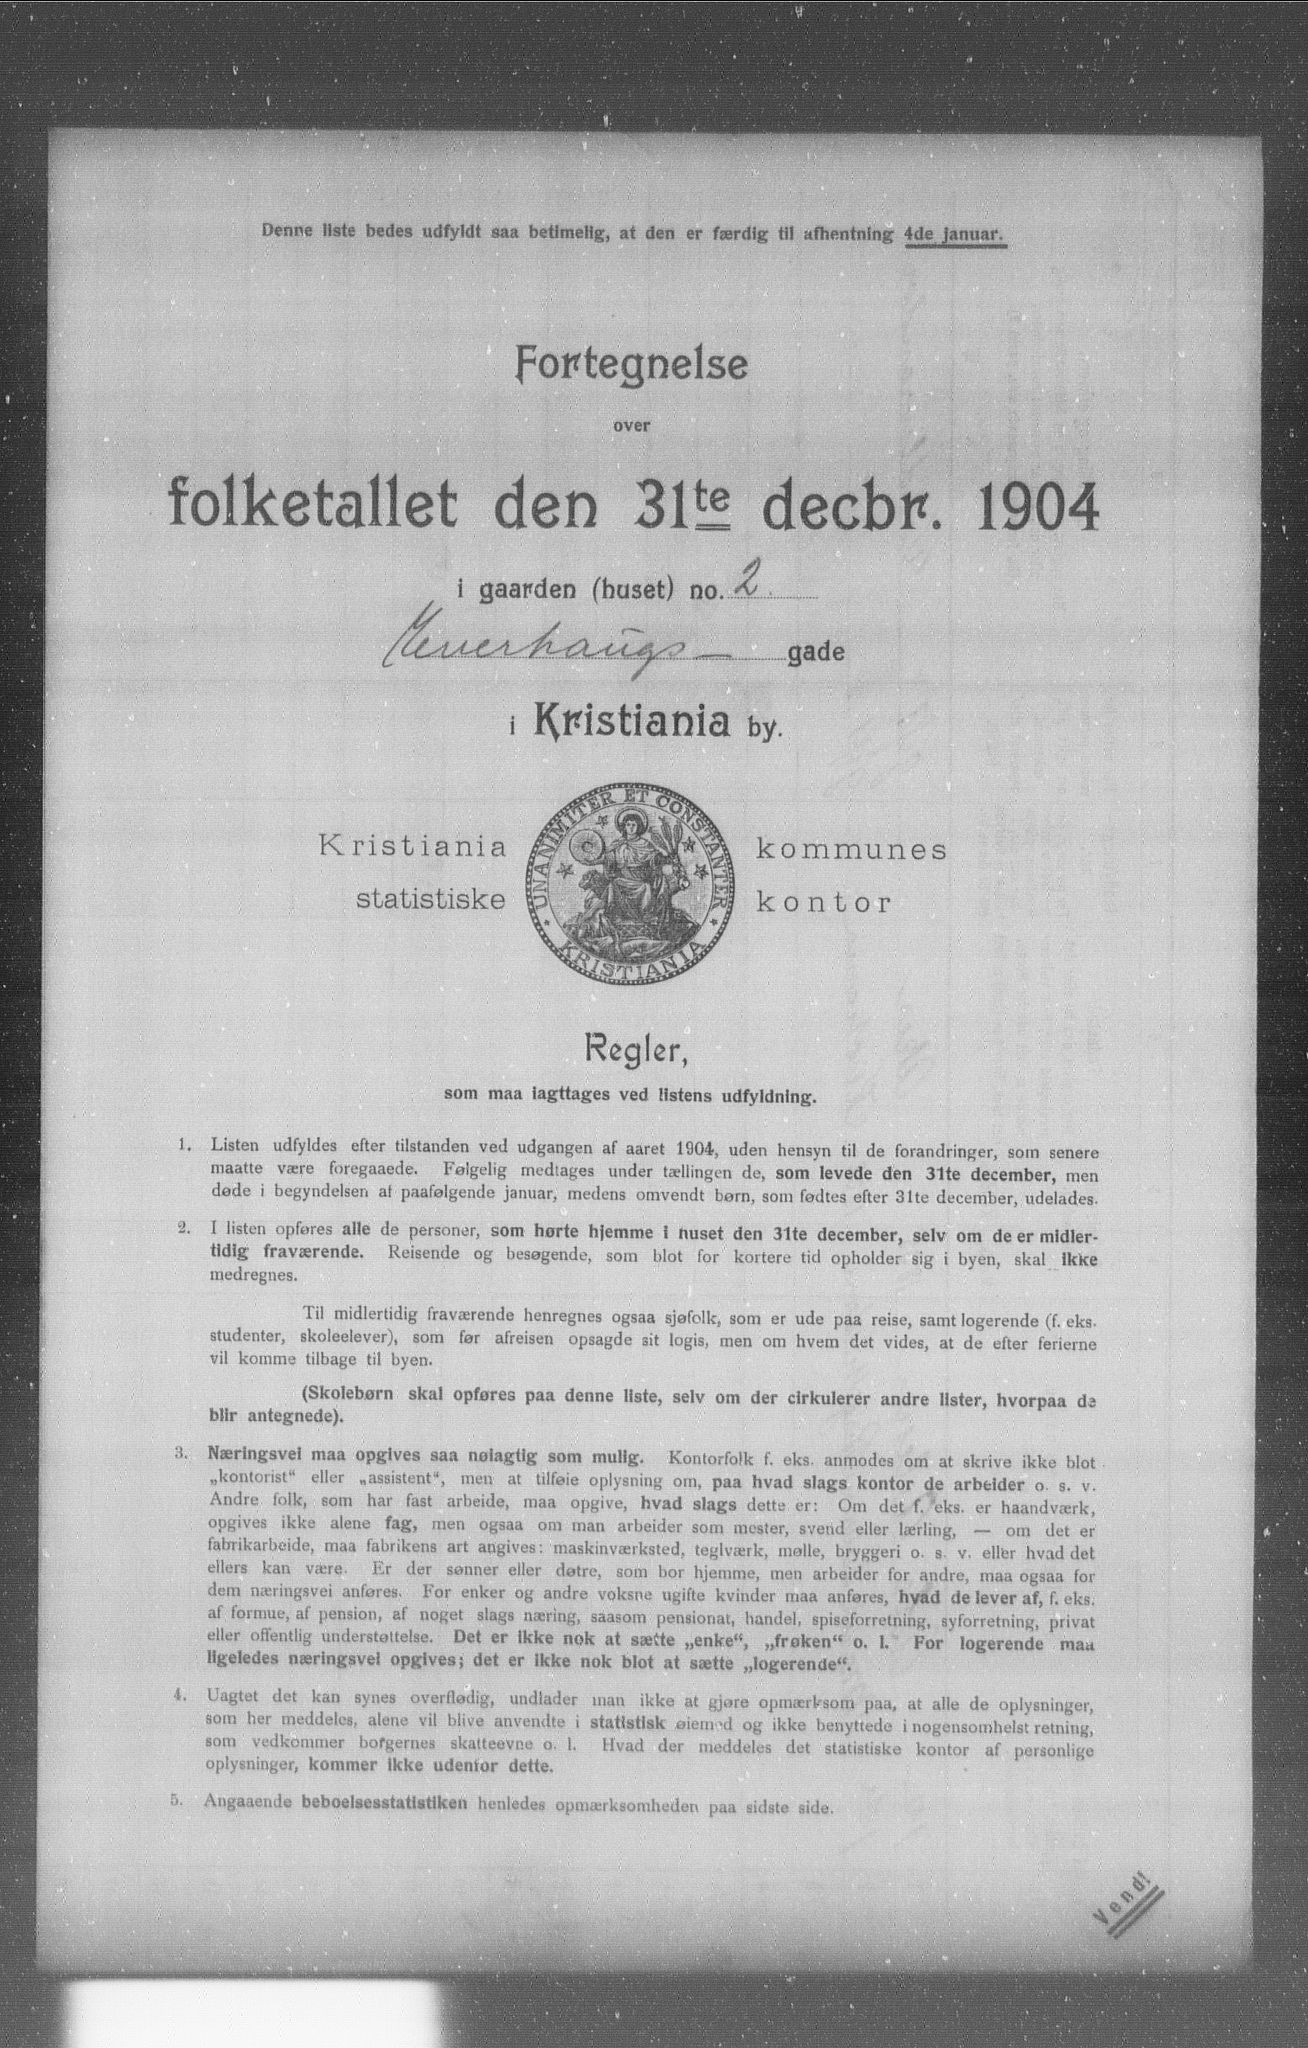 Denne liste bedes udfyldt saa betimelig, at den er færdig til afhentning 4de januar.
Fortegnelse
over
folketallet den 31te decbr. 1904
i gaarden (huset) no. 2
gade
i Kristiania by.
UNANIMITER ET CONSTANTER
KRISTIANIA
Kristiania kommunes
statistiske kontor
Regler,
som maa iagttages ved listens udfyldning.
1. Listen udfyldes efter tilstanden ved udgangen af aaret 1904, uden hensyn til de forandringer, som senere
maatte være foregaaede. Følgelig medtages under tællingen de, som levede den 31te december, men
døde i begyndelsen af paafølgende januar, medens omvendt børn, som fødtes efter 31te december, udelades.
2. I listen opføres alle de personer, som hørte hjemme i huset den 31te december, selv om de er midler-
tidig fraværende. Reisende og besøgende, som blot for kortere tid opholder sig i byen, skal ikke
medregnes.
Til midlertidig fraværende henregnes ogsaa sjøfolk, som er ude paa reise, samt logerende (f. eks.
studenter, skoleelever), som før afreisen opsagde sit logis, men om hvem det vides, at de efter ferierne
vil komme tilbage til byen.
(Skolebørn skal opføres paa denne liste, selv om der cirkulerer andre lister, hvorpaa de
blir antegnede).
3. Næringsvei maa opgives saa nøiagtig som mulig. Kontorfolk f. eks. anmodes om at skrive ikke blot
„kontorist“ eller „assistent“, men at tilføie oplysning om, paa hvad slags kontor de arbeider o. s. v.
Andre folk, som har fast arbeide, maa opgive, hvad slags dette er: Om det f. eks. er haandværk,
opgives ikke alene fag, men ogsaa om man arbeider som mester, svend eller lærling, — om det er
fabrikarbeide, maa fabrikens art angives: maskinværksted, teglværk, mølle, bryggeri o. s. v. eller hvad det
ellers kan være. Er der sønner eller døtre, som bor hjemme, men arbeider for andre, maa ogsaa for
dem næringsvei anføres. For enker og andre voksne ugifte kvinder maa anføres, hvad de lever af, f. eks.
af formue, af pension, af noget slags næring, saasom pensionat, handel, spiseforretning, syforretning, privat
eller offentlig understøttelse. Det er ikke nok at sætte „enke“, „frøken“ o. l. For logerende maa
ligeledes næringsvei opgives; det er ikke nok blot at sætte „logerende“.
4. Uagtet det kan synes overflødig, undlader man ikke at gjøre opmærksom paa, at alle de oplysninger,
som her meddeles, alene vil blive anvendte i statistisk øiemed og ikke benyttede i nogensomhelst retning,
som vedkommer borgernes skatteevne o. l. Hvad der meddeles det statistiske kontor af personlige
oplysninger, kommer ikke udenfor dette.
5. Angaaende beboelsesstatistiken henledes opmærksomheden paa sidste side.
Vend!